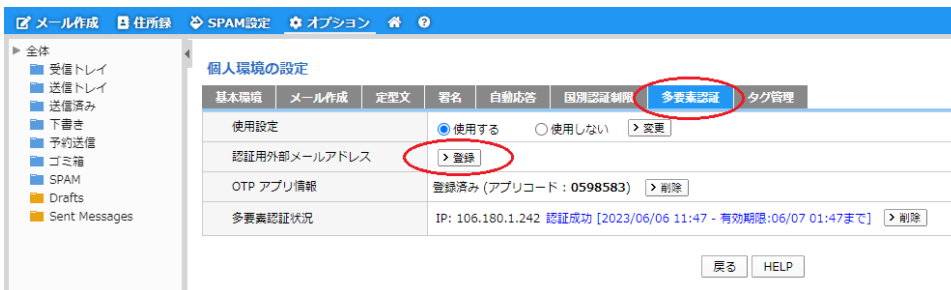 メール作成 住所録 SPAM設定 オプション
全体
受信トレイ
送信トレイ
送信済み
下書き
予約送信
ゴミ箱
SPAM
Drafts
Sent Messages
個人環境の設定
基本環境 メール作成 定型文 署名 自動応答 国別認証制限 多要素認証 タグ管理
使用設定 使用する 使用しない > 変更
認証用外部メールアドレス > 登録
OTP アプリ情報 登録済み (アプリコード : 0598583) > 削除
多要素認証状況 IP: 106.180.1.242 認証成功 [2023/06/06 11:47 - 有効期限:06/07 01:47まで] > 削除
戻る HELP